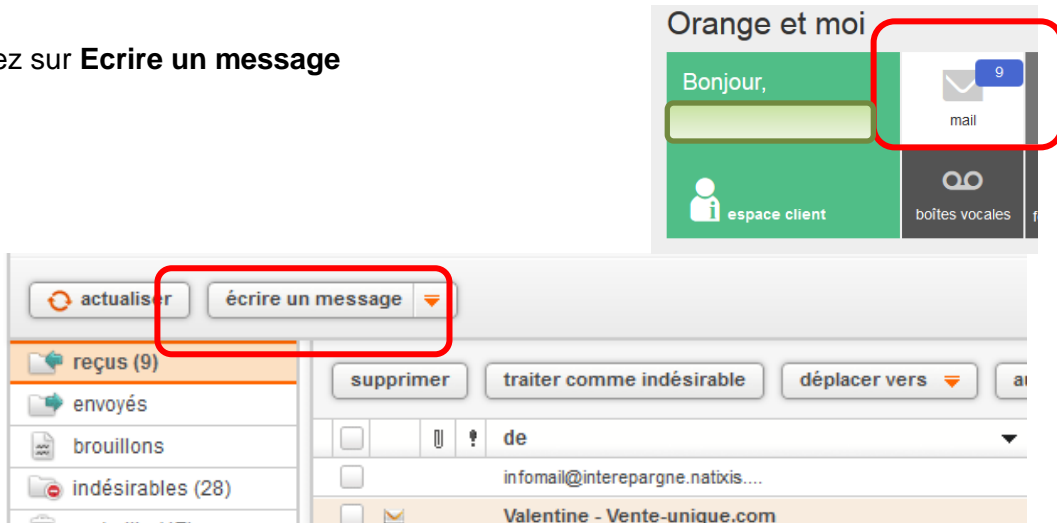 Orange et moi
ez sur Ecrire un message
Bonjour,
9
mail
espace client
boîtes vocales
actualiser
écrire un message
reçus (9)
supprimer
traiter comme indésirable
déplacer vers
envoyés
de
brouillons
infomail@interepargne.natixis....
indésirables (28)
Valentine - Vente-unique.com